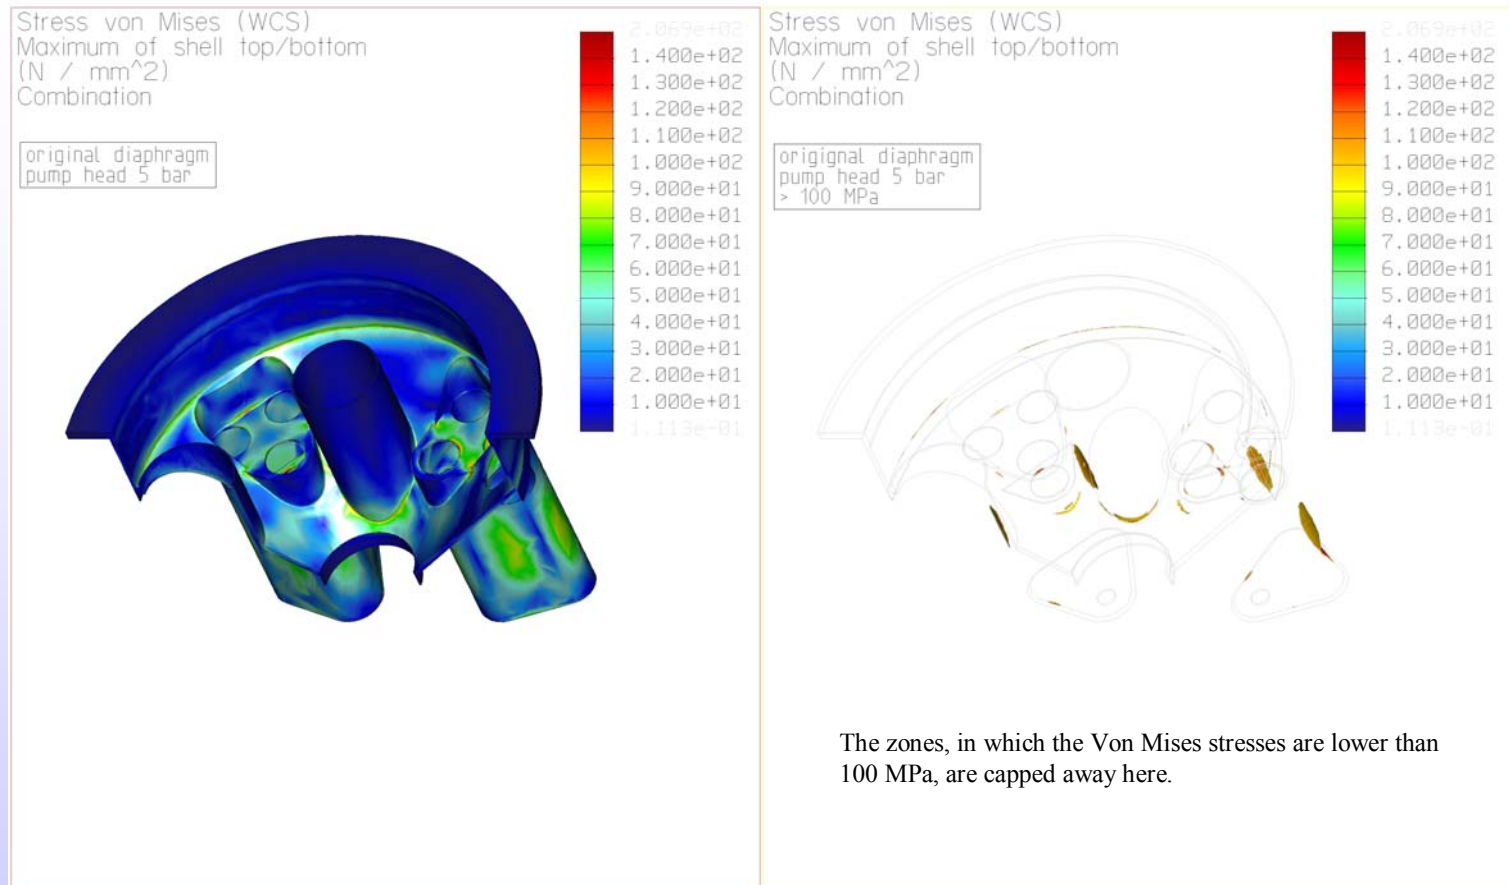 Stress von Mises (WCS)
Maximum of shell top/bottom
(N / mm^2)
Combination
original diaphragm
pump head 5 bar
2.069e+02
1.400e+02
1.300e+02
1.200e+02
1.100e+02
1.000e+02
9.000e+01
8.000e+01
7.000e+01
6.000e+01
5.000e+01
4.000e+01
3.000e+01
2.000e+01
1.000e+01
1.113e-01
Stress von Mises (WCS)
Maximum of shell top/bottom
(N / mm^2)
Combination
origignal diaphragm
pump head 5 bar
> 100 MPa
2.069e+02
1.400e+02
1.300e+02
1.200e+02
1.100e+02
1.000e+02
9.000e+01
8.000e+01
7.000e+01
6.000e+01
5.000e+01
4.000e+01
3.000e+01
2.000e+01
1.000e+01
1.113e-01
The zones, in which the Von Mises stresses are lower than
100 MPa, are capped away here.